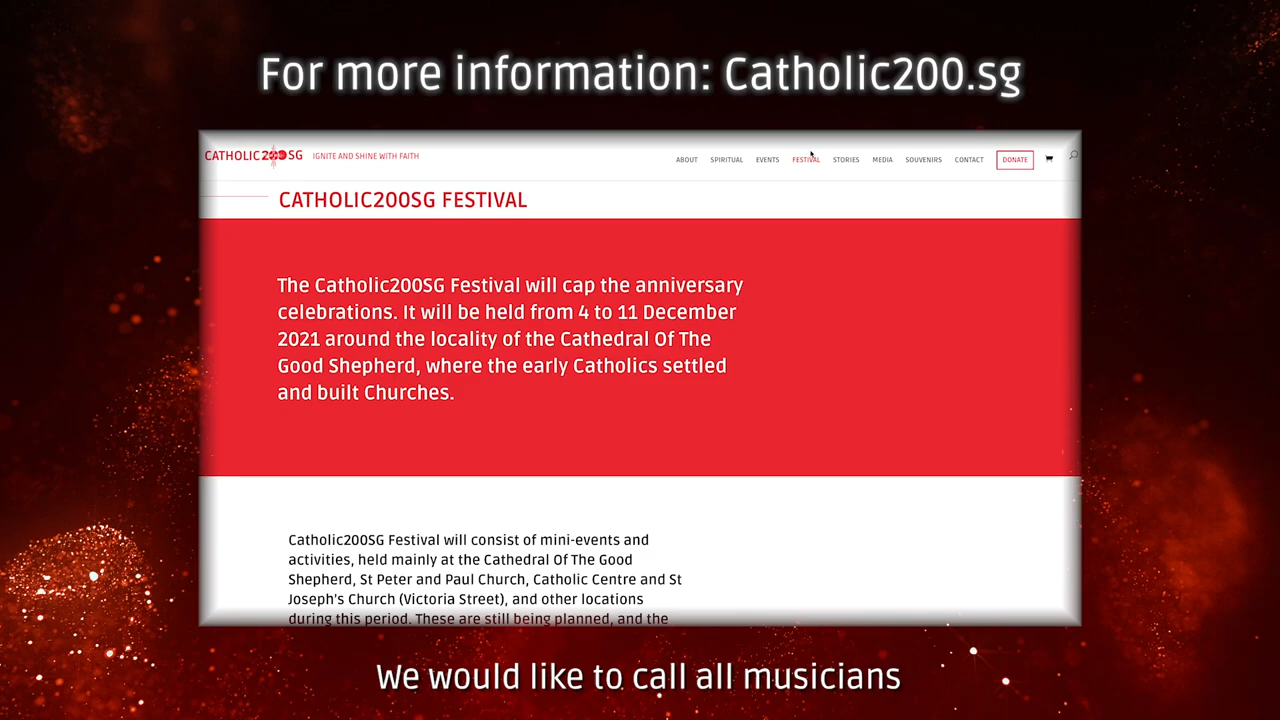 For more information: Catholic200.sg
CATHOLIC200SG IGNITE AND SHINE WITH FAITH
ABOUT SPIRITUAL EVENTS FESTIVAL STORIES MEDIA SOUVENIRS CONTACT DONATE
CATHOLIC200SG FESTIVAL
The Catholic200SG Festival will cap the anniversary
celebrations. It will be held from 4 to 11 December
2021 around the locality of the Cathedral Of The
Good Shepherd, where the early Catholics settled
and built Churches.
Catholic200SG Festival will consist of mini-events and
activities, held mainly at the Cathedral Of The Good
Shepherd, St Peter and Paul Church, Catholic Centre and St
Joseph's Church (Victoria Street), and other locations
during this period. These are still being planned, and the
We would like to call all musicians